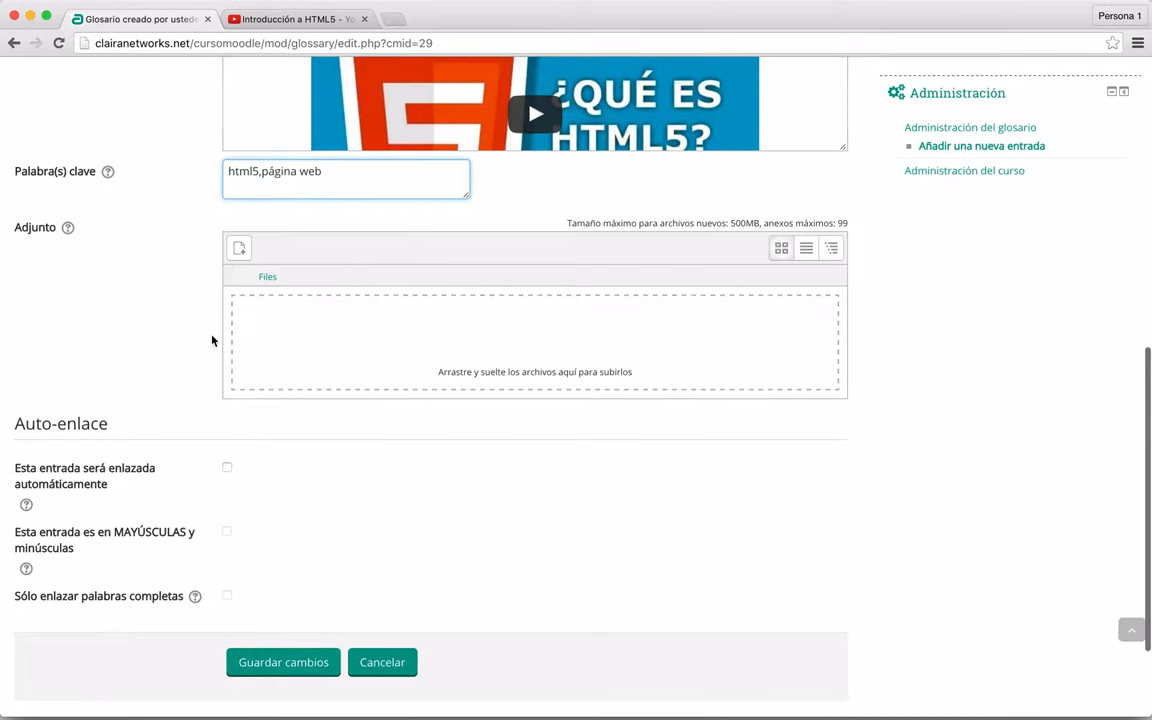 Glosario creado por ustede
Introducción a HTML5 - Yo
Persona 1
clairanetworks.net/cursomoodle/mod/glossary/edit.php?cmid=29
¿QUÉ ES
HTML5?
Administración
Administración del glosario
Añadir una nueva entrada
Administración del curso
Palabra(s) clave
html5,página web
Adjunto
Tamaño máximo para archivos nuevos: 500MB, anexos máximos: 99
Files
Arrastre y suelte los archivos aquí para subirlos
Auto-enlace
Esta entrada será enlazada
automáticamente
Esta entrada es en MAYÚSCULAS y
minúsculas
Sólo enlazar palabras completas
Guardar cambios
Cancelar